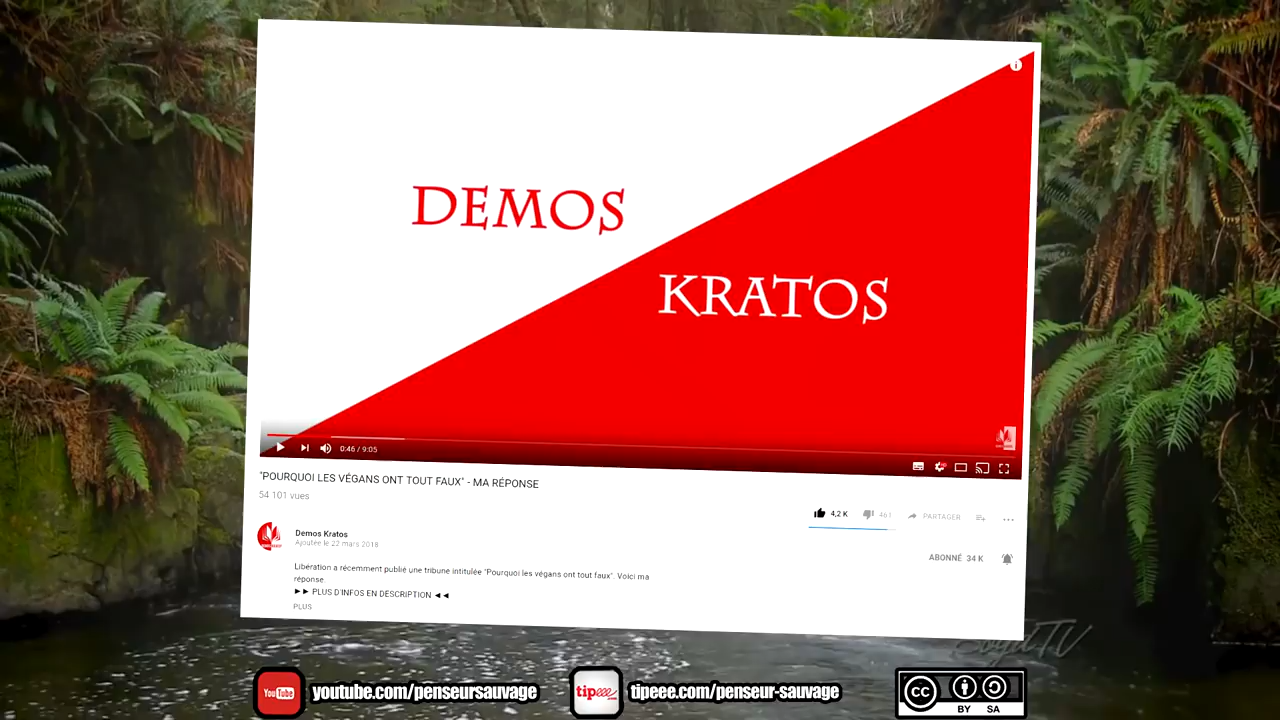 DEMOS
KRATOS
0:46 / 9:05
"POURQUOI LES VÉGANS ONT TOUT FAUX" - MA RÉPONSE
54 101 vues
4,2 K
461
PARTAGER
Demos Kratos
Ajoutée le 22 mars 2018
ABONNÉ 34 K
Libération a récemment publié une tribune intitulée "Pourquoi les végans ont tout faux". Voici ma
réponse.
►► PLUS D'INFOS EN DESCRIPTION ◄◄
PLUS
YouTube
youtube.com/penseursauvage
tipeee
tipeee.com/penseur-sauvage
cc
BY SA